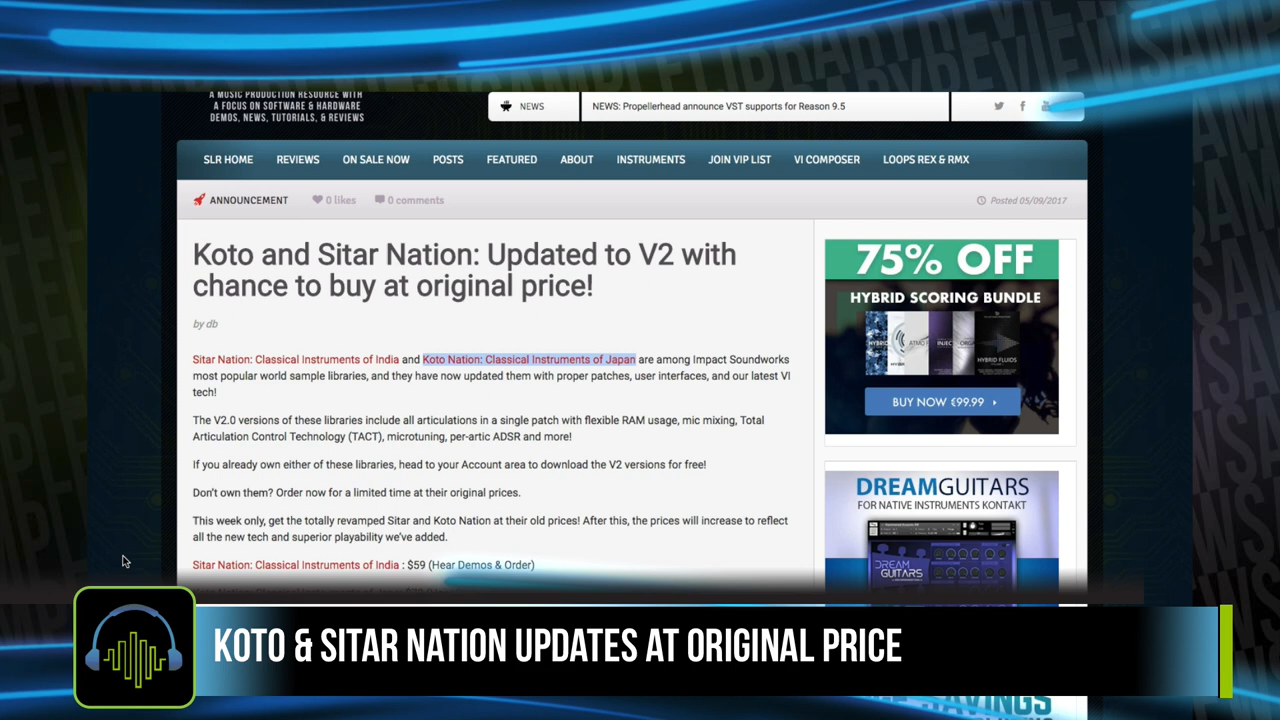 A MUSIC PRODUCTION RESOURCE WITH
A FOCUS ON SOFTWARE & HARDWARE
DEMOS, NEWS, TUTORIALS, & REVIEWS
NEWS
NEWS: Propellerhead announce VST supports for Reason 9.5
SLR HOME REVIEWS ON SALE NOW POSTS FEATURED ABOUT INSTRUMENTS JOIN VIP LIST VI COMPOSER LOOPS REX & RMX
ANNOUNCEMENT 0 likes 0 comments Posted 05/09/2017
Koto and Sitar Nation: Updated to V2 with
chance to buy at original price!
by db
Sitar Nation: Classical Instruments of India and Koto Nation: Classical Instruments of Japan are among Impact Soundworks
most popular world sample libraries, and they have now updated them with proper patches, user interfaces, and our latest VI
tech!
The V2.0 versions of these libraries include all articulations in a single patch with flexible RAM usage, mic mixing, Total
Articulation Control Technology (TACT), microtuning, per-artic ADSR and more!
If you already own either of these libraries, head to your Account area to download the V2 versions for free!
Don't own them? Order now for a limited time at their original prices.
This week only, get the totally revamped Sitar and Koto Nation at their old prices! After this, the prices will increase to reflect
all the new tech and superior playability we've added.
Sitar Nation: Classical Instruments of India : $59 (Hear Demos & Order)
75% OFF
HYBRID SCORING BUNDLE
HYBRID FLUIDS
BUY NOW €99.99
DREAMGUITARS
FOR NATIVE INSTRUMENTS KONTAKT
DREAM
GUITARS
KOTO & SITAR NATION UPDATES AT ORIGINAL PRICE